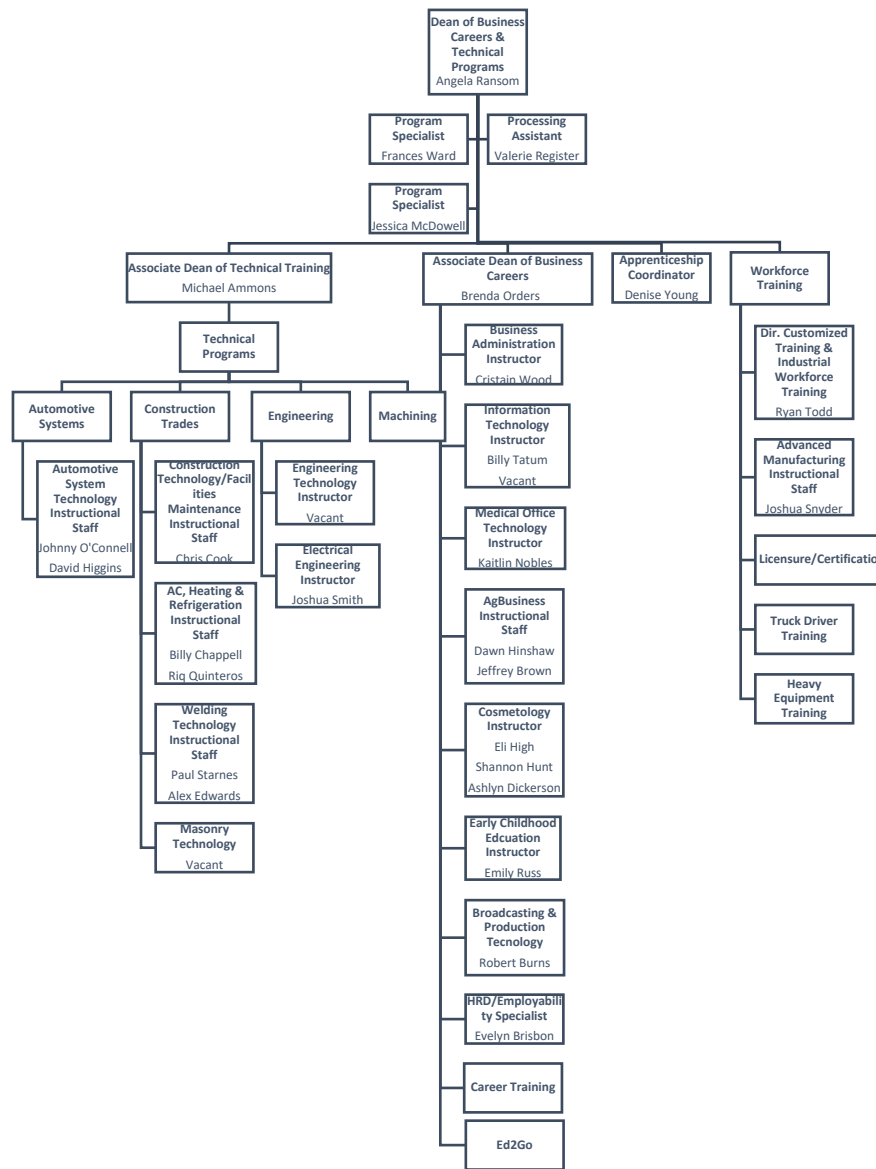 Dean of Business
Careers &
Technical
Programs
Angela Ransom
Program
Specialist
Frances Ward
Processing
Assistant
Valerie Register
Program
Specialist
Jessica McDowell
Associate Dean of Technical Training
Michael Ammons
Associate Dean of Business
Careers
Brenda Orders
Apprenticeship
Coordinator
Denise Young
Workforce
Training
Technical
Programs
Automotive
Systems
Construction
Trades
Engineering
Machining
Automotive
System
Technology
Instructional
Staff
Johnny O'Connell
David Higgins
Construction
Technology/Facil
ities
Maintenance
Instructional
Staff
Chris Cook
AC, Heating &
Refrigeration
Instructional
Staff
Billy Chappell
Riq Quinteros
Welding
Technology
Instructional
Staff
Paul Starnes
Alex Edwards
Masonry
Technology
Vacant
Engineering
Technology
Instructor
Vacant
Electrical
Engineering
Instructor
Joshua Smith
Business
Administration
Instructor
Cristain Wood
Information
Technology
Instructor
Billy Tatum
Vacant
Medical Office
Technology
Instructor
Kaitlin Nobles
AgBusiness
Instructional
Staff
Dawn Hinshaw
Jeffrey Brown
Cosmetology
Instructor
Eli High
Shannon Hunt
Ashlyn Dickerson
Early Childhood
Edcuation
Instructor
Emily Russ
Broadcasting &
Production
Tecnology
Robert Burns
HRD/Employabili
ty Specialist
Evelyn Brisbon
Career Training
Ed2Go
Dir. Customized
Training &
Industrial
Workforce
Training
Ryan Todd
Advanced
Manufacturing
Instructional
Staff
Joshua Snyder
Licensure/Certificatio
Truck Driver
Training
Heavy
Equipment
Training